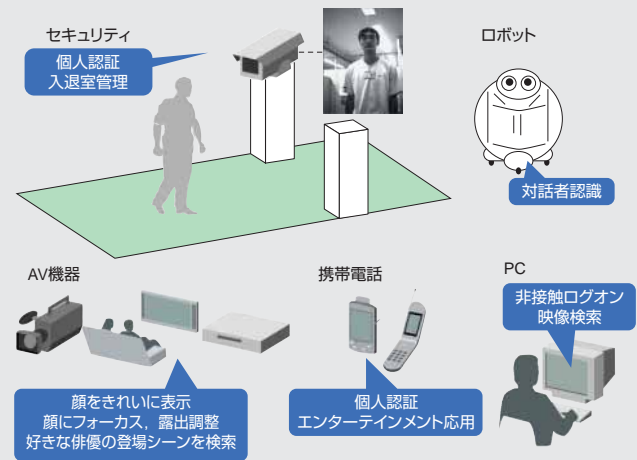 セキュリティ
個人認証
入退室管理
ロボット
対話者認識
AV機器
顔をきれいに表示
顔にフォーカス，露出調整
好きな俳優の登場シーンを検索
携帯電話
個人認証
エンターテインメント応用
PC
非接触ログオン
映像検索